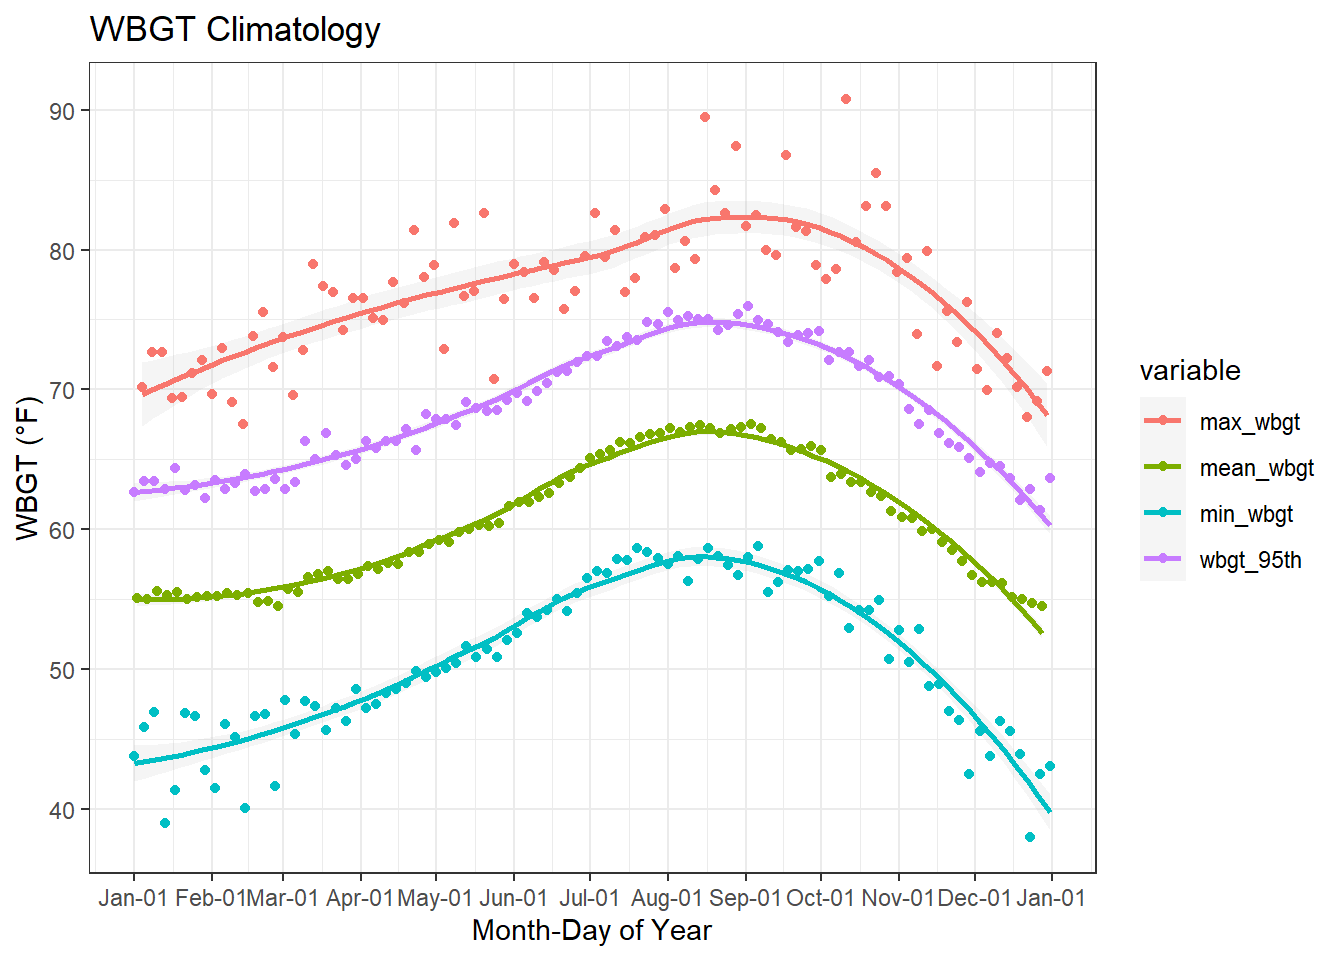 WBGT Climatology
90
80
70
60
50
40
WBGT (°F)
Jan-01 Feb-01 Mar-01 Apr-01 May-01 Jun-01 Jul-01 Aug-01 Sep-01 Oct-01 Nov-01 Dec-01 Jan-01
Month-Day of Year
variable
max_wbgt
mean_wbgt
min_wbgt
wbgt_95th